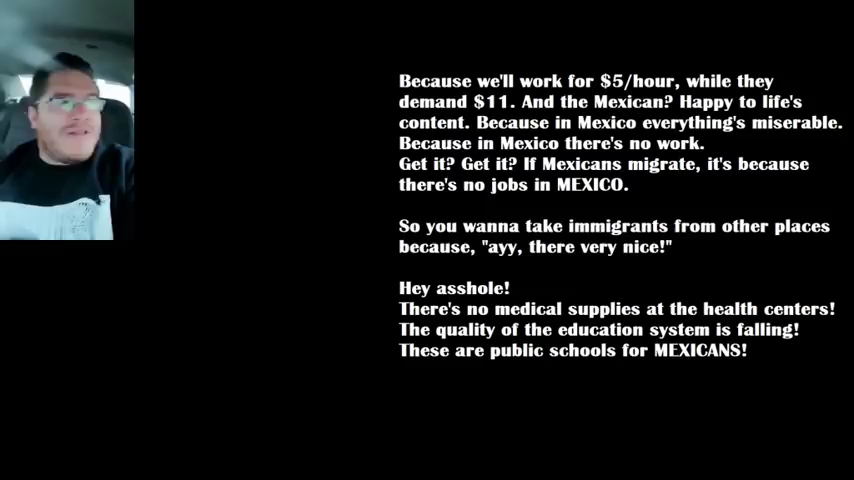 Because we'll work for $5/hour, while they
demand $11. And the Mexican? Happy to life's
content. Because in Mexico everything's miserable.
Because in Mexico there's no work.
Get it? Get it? If Mexicans migrate, it's because
there's no jobs in MEXICO.
So you wanna take immigrants from other places
because, "ayy, there very nice!"
Hey asshole!
There's no medical supplies at the health centers!
The quality of the education system is falling!
These are public schools for MEXICANS!